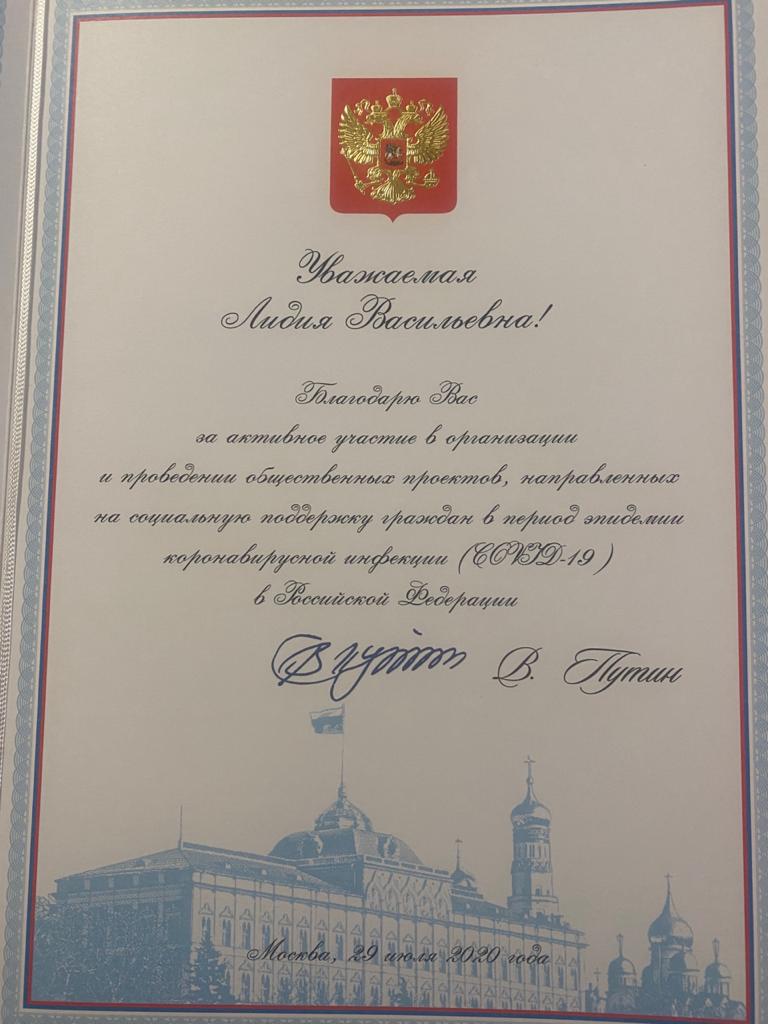 Уважаемая
Лидия Васильевна!
Благодарю Вас
за активное участие в организации
и проведении общественных проектов, направленных
на социальную поддержку граждан в период эпидемии
коронавирусной инфекции (COVID-19)
в Российской Федерации
В Путин В. Путин
Москва, 29 июля 2020 года